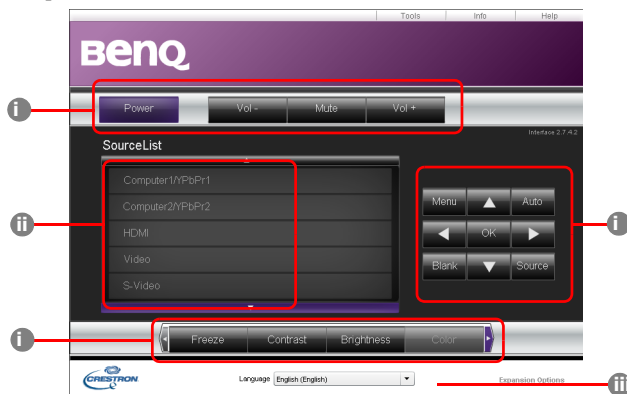 Tools Info Help
BenQ
i
Power Vol - Mute Vol +
Interface 2.7.4.2
SourceList
Computer1/YPbPr1
Computer2/YPbPr2
HDMI
Video
S-Video
ii
Menu Auto
OK
Blank Source
i
i
Freeze Contrast Brightness Color
CRESTRON
Language English (English)
Expansion Options
iii